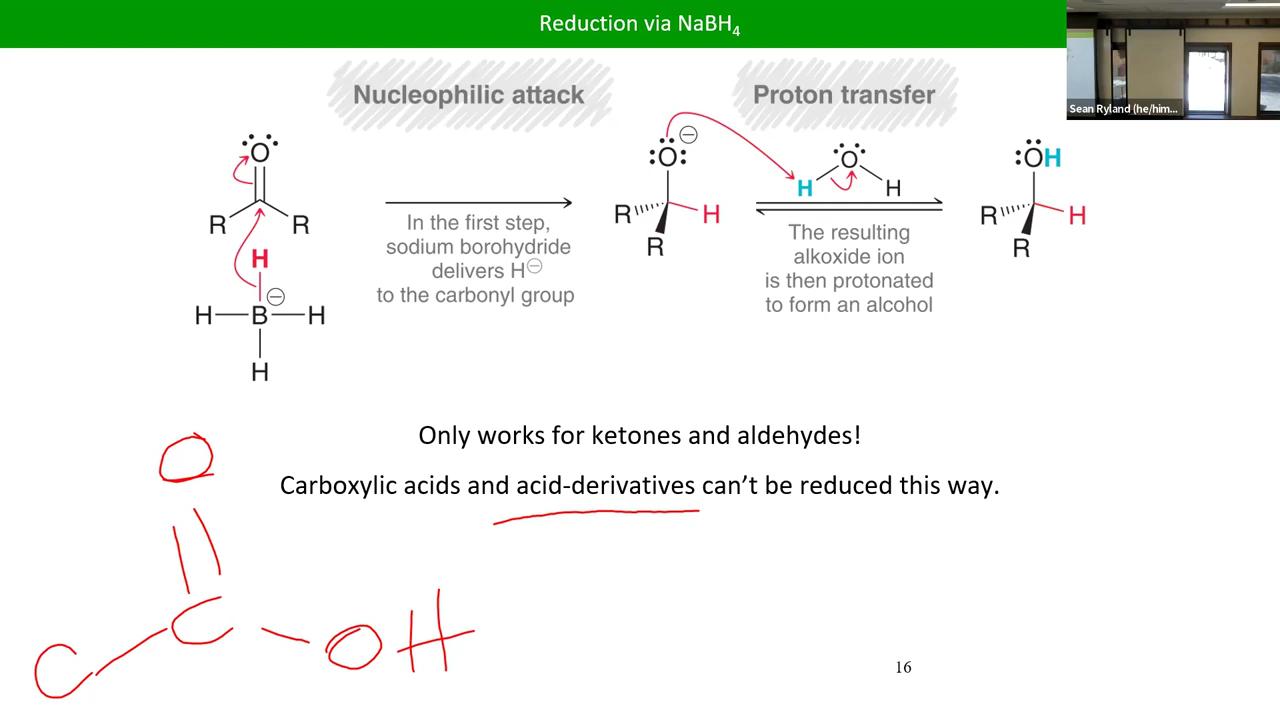 Reduction via NaBH₄
Sean Ryland (he/him...
Nucleophilic attack
Proton transfer
O
R R
H
H B H
H
In the first step,
sodium borohydride
delivers H⊖
to the carbonyl group
:O: ⊖
R H
R
O
H H
The resulting
alkoxide ion
is then protonated
to form an alcohol
:OH
R H
R
Only works for ketones and aldehydes!
Carboxylic acids and acid-derivatives can't be reduced this way.
O
C
C OH
16